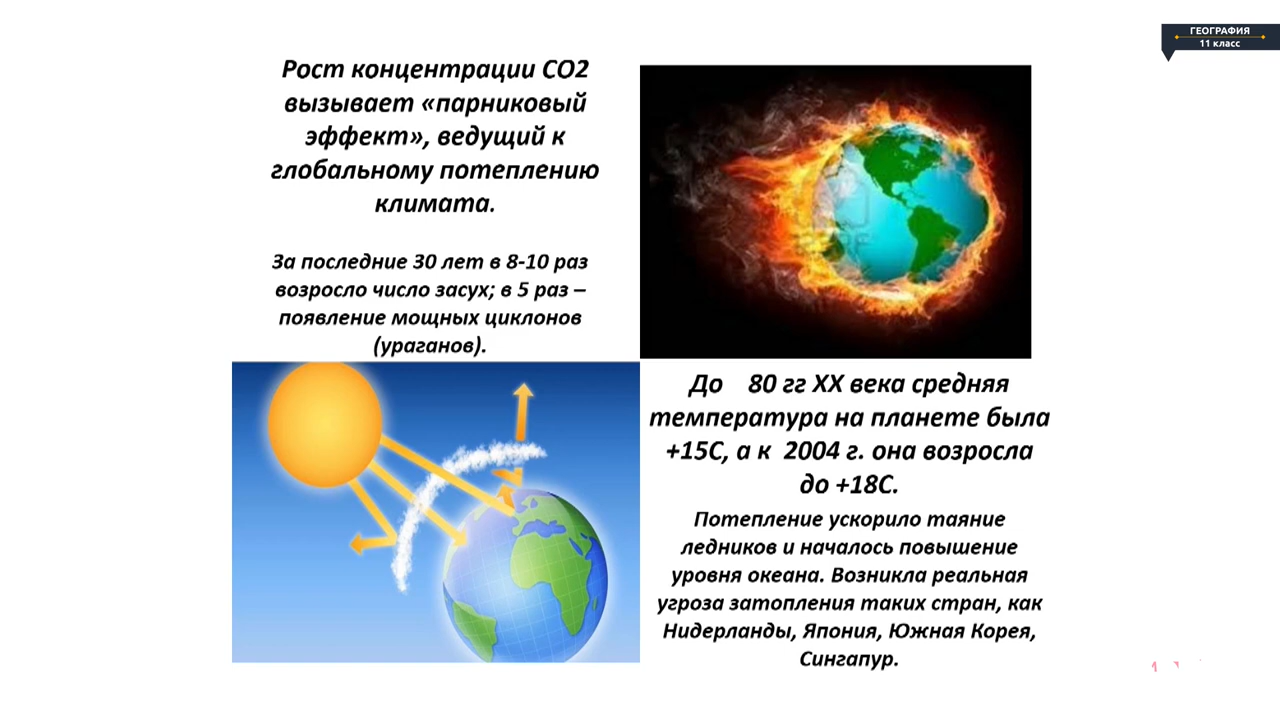 ГЕОГРАФИЯ
11 класс
Рост концентрации СО2
вызывает «парниковый
эффект», ведущий к
глобальному потеплению
климата.
За последние 30 лет в 8-10 раз
возросло число засух; в 5 раз –
появление мощных циклонов
(ураганов).
До 80 гг ХХ века средняя
температура на планете была
+15С, а к 2004 г. она возросла
до +18С.
Потепление ускорило таяние
ледников и началось повышение
уровня океана. Возникла реальная
угроза затопления таких стран, как
Нидерланды, Япония, Южная Корея,
Сингапур.